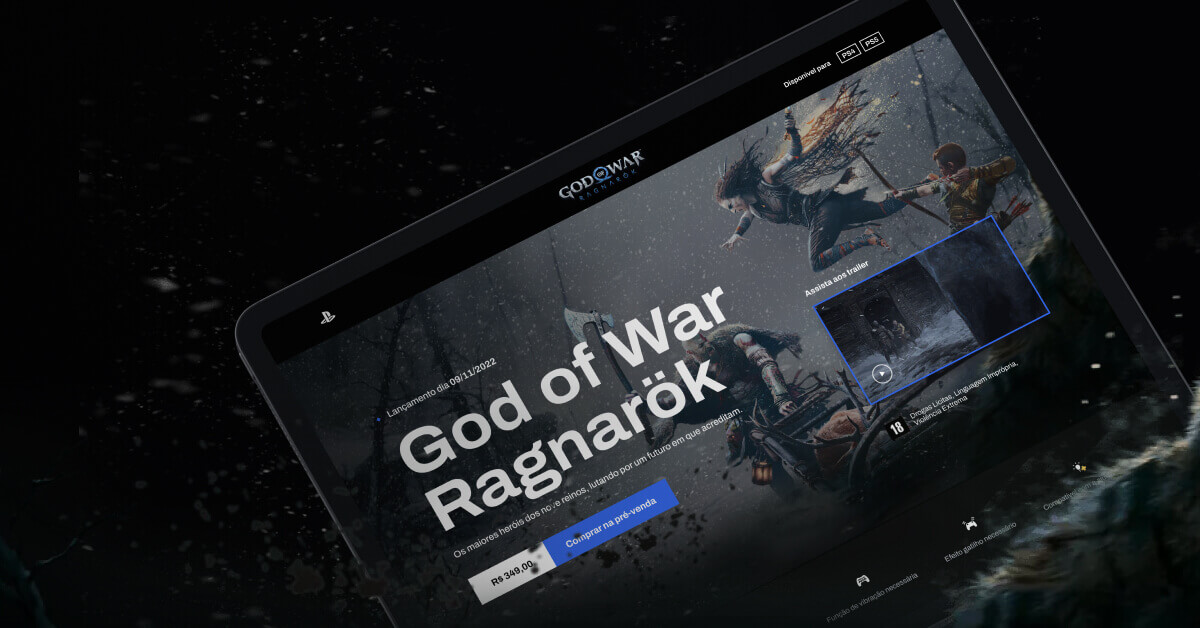 Disponível para PS4 PS5
GOD OF WAR
RAGNARÖK
Assista aos trailer
Lançamento dia 09/11/2022
God of War
Ragnarök
Os maiores heróis dos nove reinos, lutando por um futuro em que acreditam.
R$ 349,00
Comprar na pré-venda
18
Drogas Lícitas, Linguagem Imprópria,
Violência Extrema
Função de vibração necessária
Efeito gatilho necessário